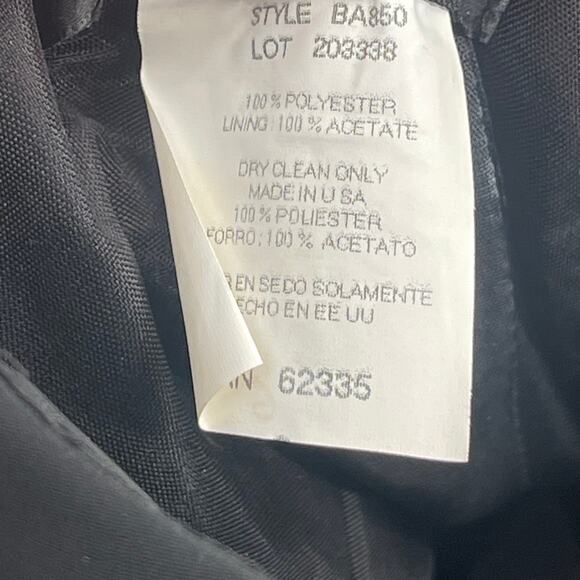 STYLE BA850
LOT 203338
100% POLYESTER
LINING: 100% ACETATE
DRY CLEAN ONLY
MADE IN USA
100% POLIESTER
FORRO: 100% ACETATO
EN SECO SOLAMENTE
ECHO EN EE UU
62335